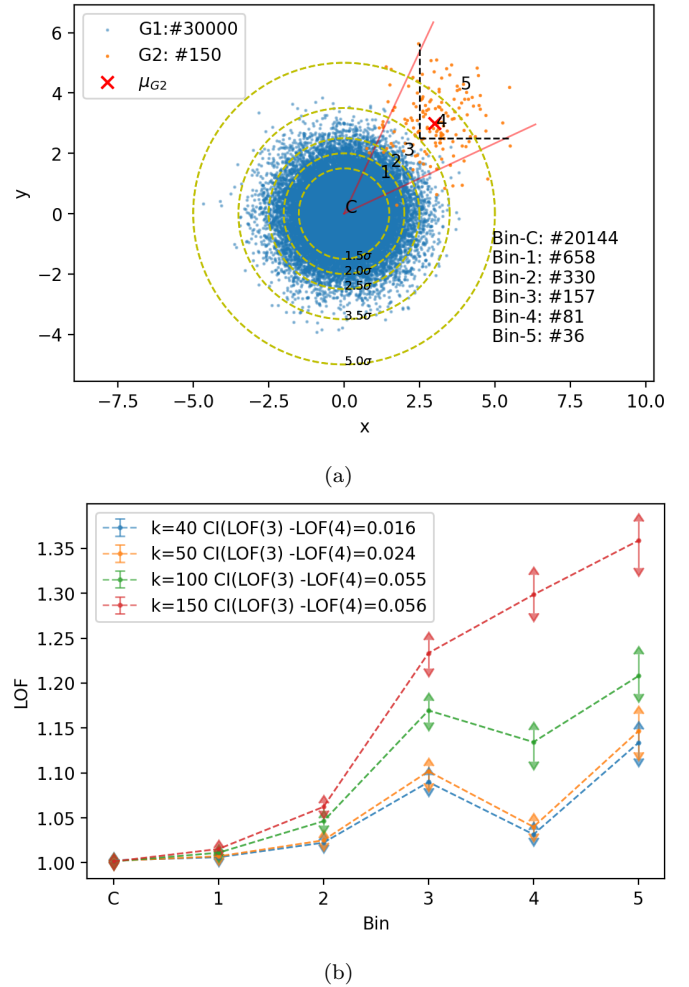 6
4
2
0
−2
−4
y
G1:#30000
G2: #150
μG2
5
4
3
2
1
C
1.5σ
2.0σ
2.5σ
3.5σ
5.0σ
Bin-C: #20144
Bin-1: #658
Bin-2: #330
Bin-3: #157
Bin-4: #81
Bin-5: #36
−7.5 −5.0 −2.5 0.0 2.5 5.0 7.5 10.0
x
(a)
k=40 CI(LOF(3) -LOF(4)=0.016
k=50 CI(LOF(3) -LOF(4)=0.024
k=100 CI(LOF(3) -LOF(4)=0.055
k=150 CI(LOF(3) -LOF(4)=0.056
1.35
1.30
1.25
1.20
1.15
1.10
1.05
1.00
LOF
C 1 2 3 4 5
Bin
(b)